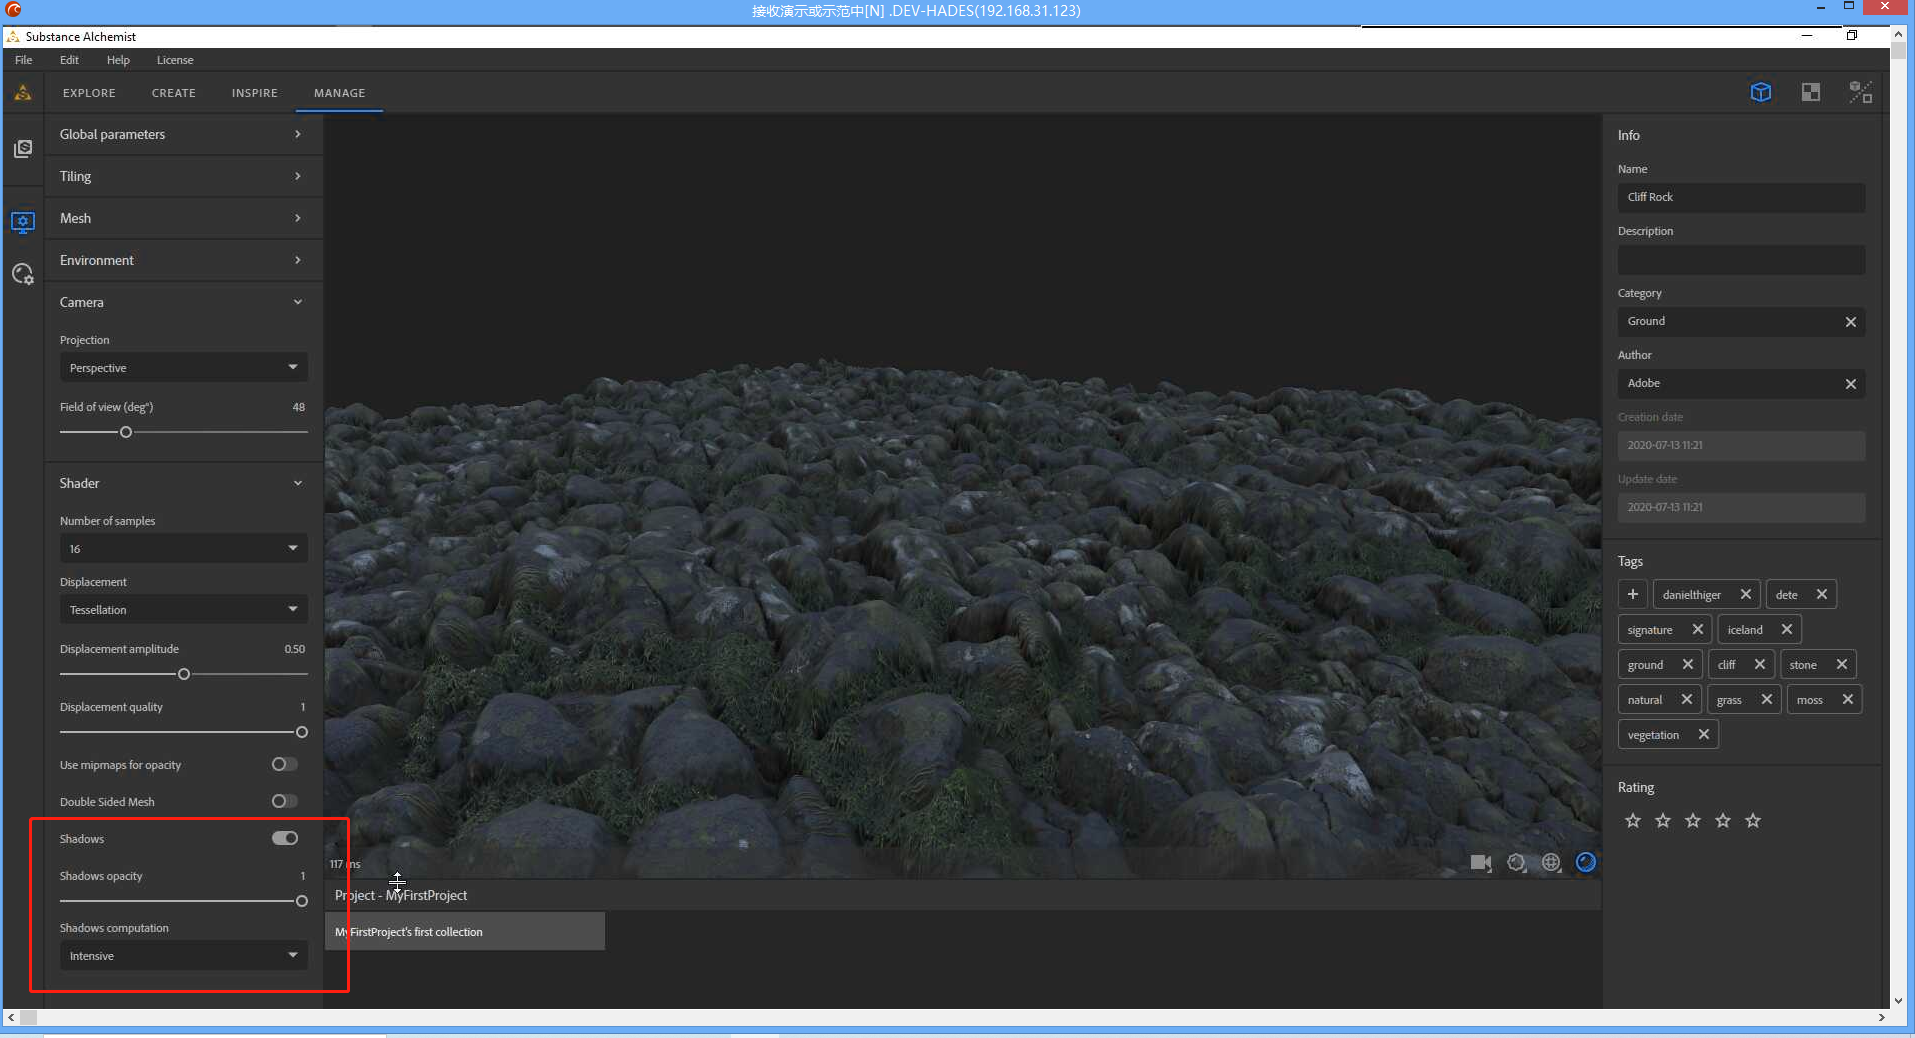 接收演示或示范中[N] .DEV-HADES(192.168.31.123)
Substance Alchemist
File Edit Help License
EXPLORE CREATE INSPIRE MANAGE
Global parameters
Tiling
Mesh
Environment
Camera
Projection
Perspective
Field of view (deg°) 48
Shader
Number of samples
16
Displacement
Tessellation
Displacement amplitude 0.50
Displacement quality 1
Use mipmaps for opacity
Double Sided Mesh
Shadows
Shadows opacity 1
Shadows computation
Intensive
117 ms
Project - MyFirstProject
MyFirstProject's first collection
Info
Name
Cliff Rock
Description
Category
Ground
Author
Adobe
Creation date
2020-07-13 11:21
Update date
2020-07-13 11:21
Tags
danielthiger dete
signature iceland
ground cliff stone
natural grass moss
vegetation
Rating